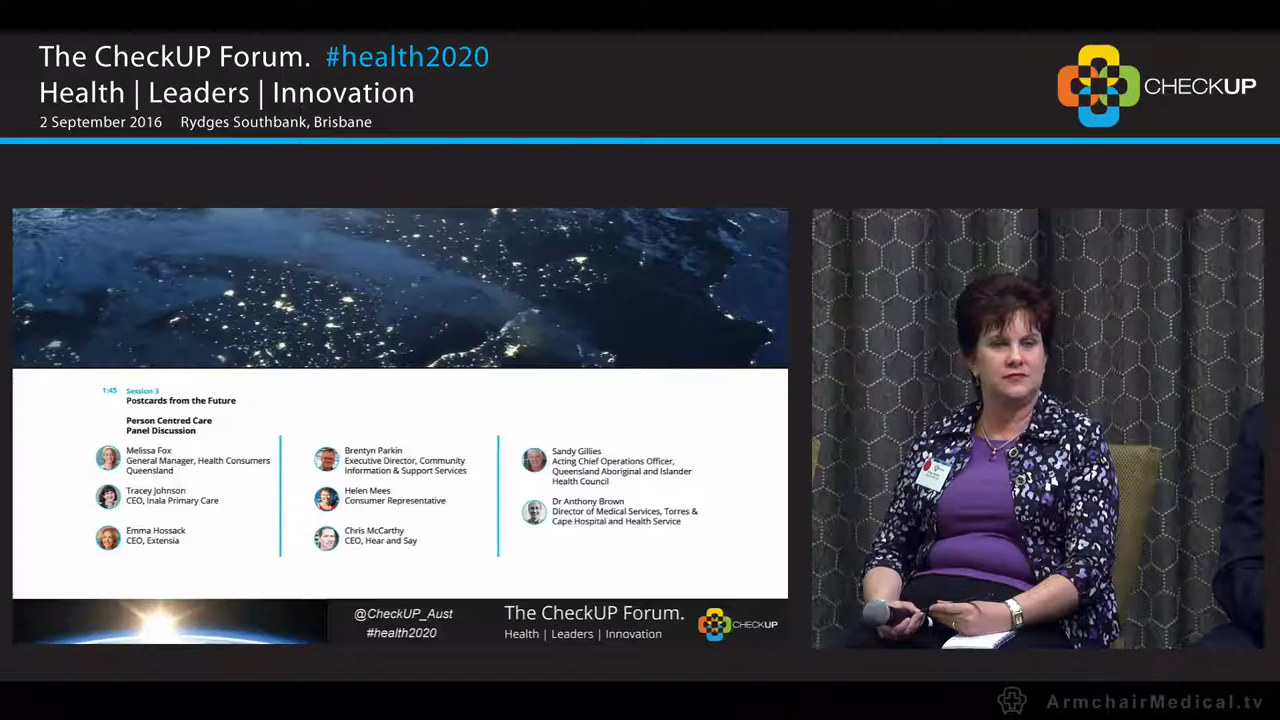 The CheckUP Forum. #health2020
Health | Leaders | Innovation
2 September 2016 Rydges Southbank, Brisbane
CHECKUP
1:45 Session 3
Postcards from the Future
Person Centred Care
Panel Discussion
Melissa Fox
General Manager, Health Consumers
Queensland
Tracey Johnson
CEO, Inala Primary Care
Emma Hossack
CEO, Extensia
Brentyn Parkin
Executive Director, Community
Information & Support Services
Helen Mees
Consumer Representative
Chris McCarthy
CEO, Hear and Say
Sandy Gillies
Acting Chief Operations Officer,
Queensland Aboriginal and Islander
Health Council
Dr Anthony Brown
Director of Medical Services, Torres &
Cape Hospital and Health Service
@CheckUP_Aust
#health2020
The CheckUP Forum.
Health | Leaders | Innovation
CHECKUP
ArmchairMedical.tv